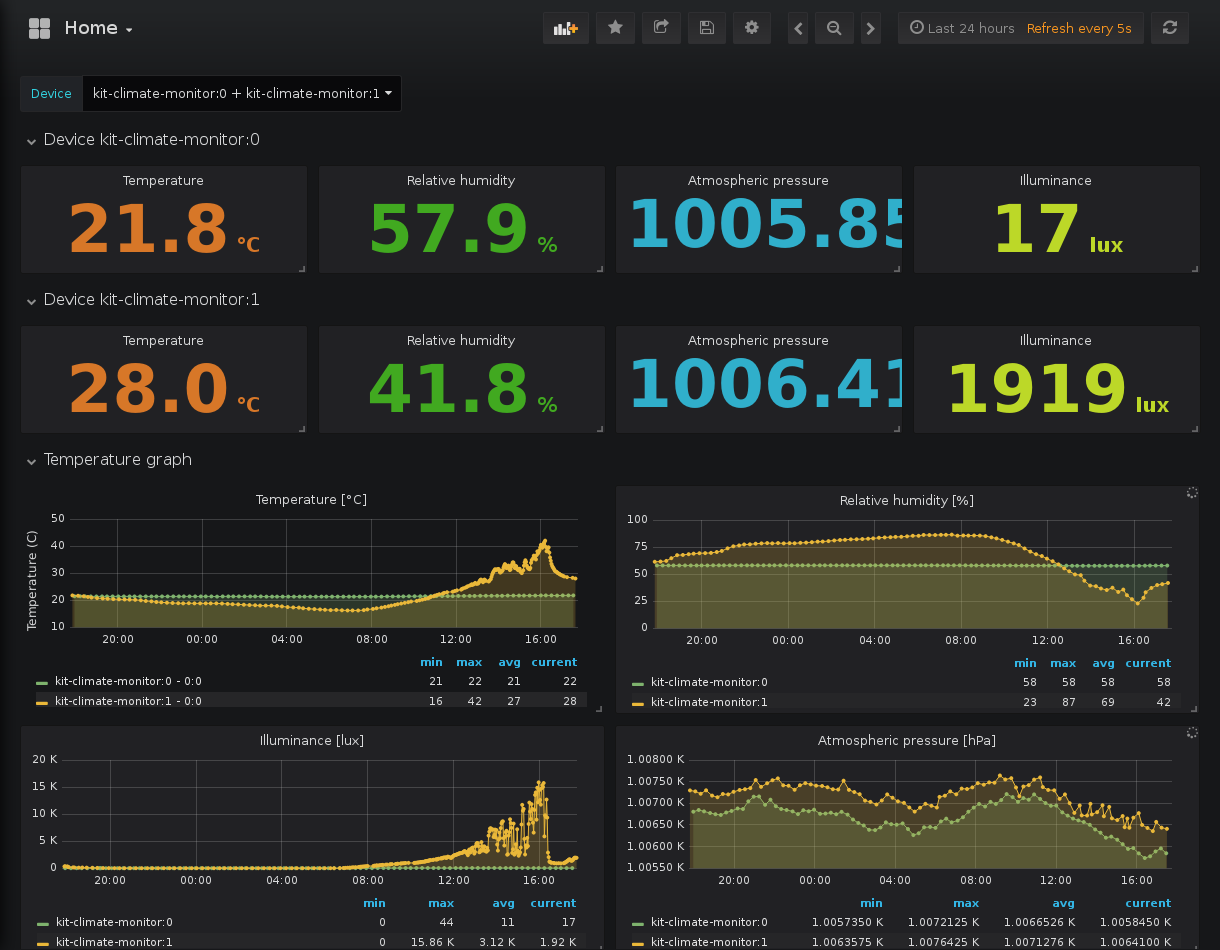 Home
Last 24 hours Refresh every 5s
Device kit-climate-monitor:0 + kit-climate-monitor:1
Device kit-climate-monitor:0
Temperature Relative humidity Atmospheric pressure Illuminance
21.8 °C 57.9 % 1005.85 17 lux
Device kit-climate-monitor:1
Temperature Relative humidity Atmospheric pressure Illuminance
28.0 °C 41.8 % 1006.41 1919 lux
Temperature graph
Temperature [°C]
Temperature (C)
50
40
30
20
10
20:00 00:00 04:00 08:00 12:00 16:00
min max avg current
kit-climate-monitor:0 - 0:0 21 22 21 22
kit-climate-monitor:1 - 0:0 16 42 27 28
Relative humidity [%]
100
75
50
25
0
20:00 00:00 04:00 08:00 12:00 16:00
min max avg current
kit-climate-monitor:0 58 58 58 58
kit-climate-monitor:1 23 87 69 42
Illuminance [lux]
20 K
15 K
10 K
5 K
0
20:00 00:00 04:00 08:00 12:00 16:00
min max avg current
kit-climate-monitor:0 0 44 11 17
kit-climate-monitor:1 0 15.86 K 3.12 K 1.92 K
Atmospheric pressure [hPa]
1.00800 K
1.00750 K
1.00700 K
1.00650 K
1.00600 K
1.00550 K
20:00 00:00 04:00 08:00 12:00 16:00
min max avg current
kit-climate-monitor:0 1.0057350 K 1.0072125 K 1.0066526 K 1.0058450 K
kit-climate-monitor:1 1.0063575 K 1.0076425 K 1.0071276 K 1.0064100 K